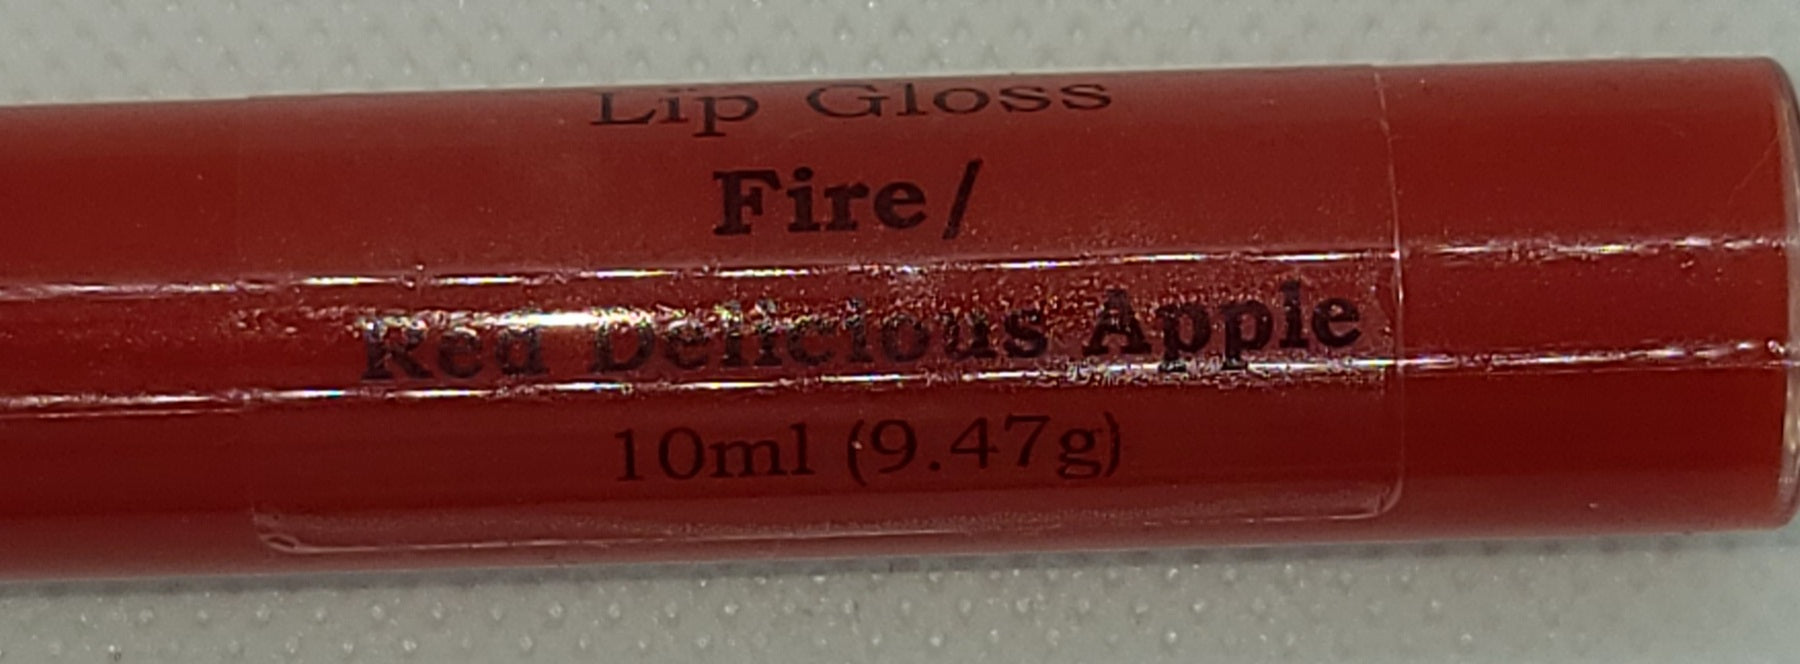 Lip Gloss
Fire/
Red Delicious Apple
10ml (9.47g)